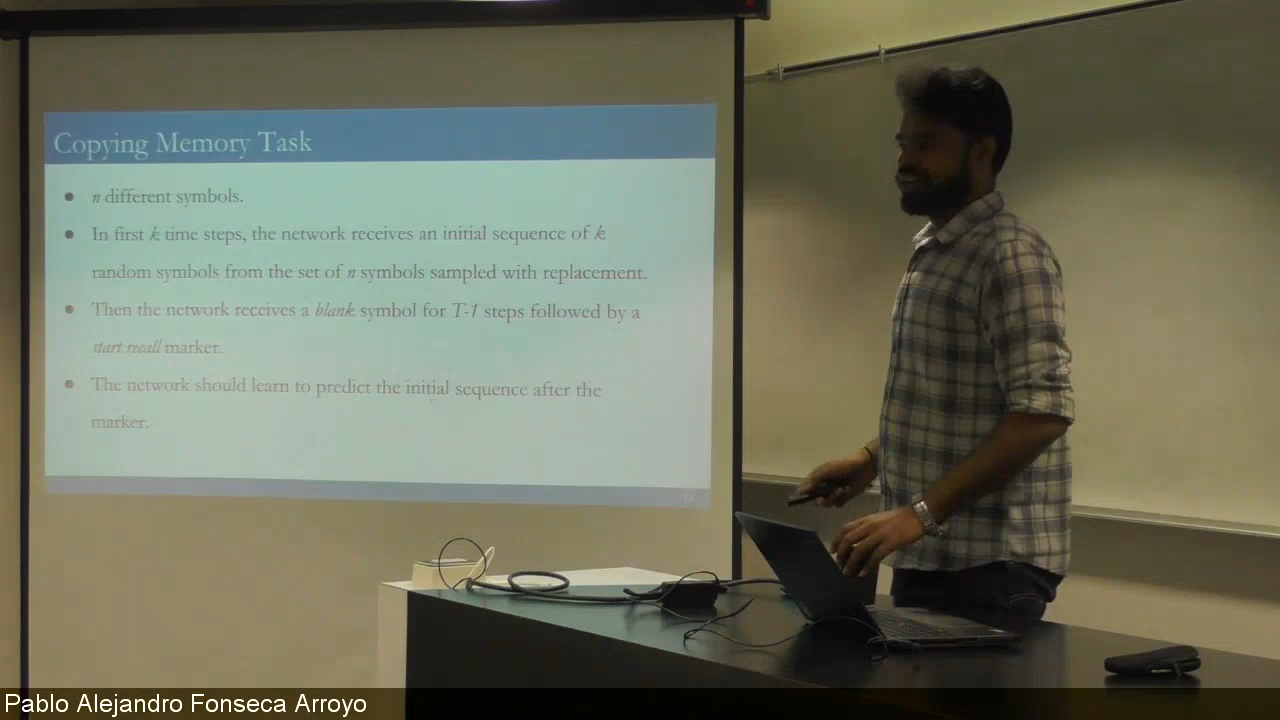 Copying Memory Task
● n different symbols.
● In first k time steps, the network receives an initial sequence of k
random symbols from the set of n symbols sampled with replacement.
● Then the network receives a blank symbol for T-1 steps followed by a
start recall marker.
● The network should learn to predict the initial sequence after the
marker.
Pablo Alejandro Fonseca Arroyo